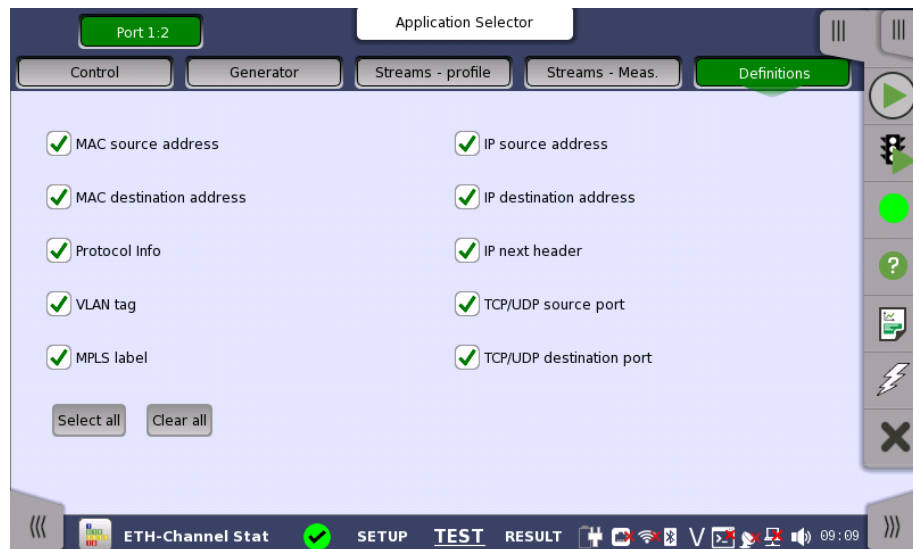 Port 1:2
Application Selector
Control
Generator
Streams - profile
Streams - Meas.
Definitions
MAC source address
IP source address
MAC destination address
IP destination address
Protocol Info
IP next header
VLAN tag
TCP/UDP source port
MPLS label
TCP/UDP destination port
Select all
Clear all
ETH-Channel Stat
SETUP
TEST
RESULT
V
09:09